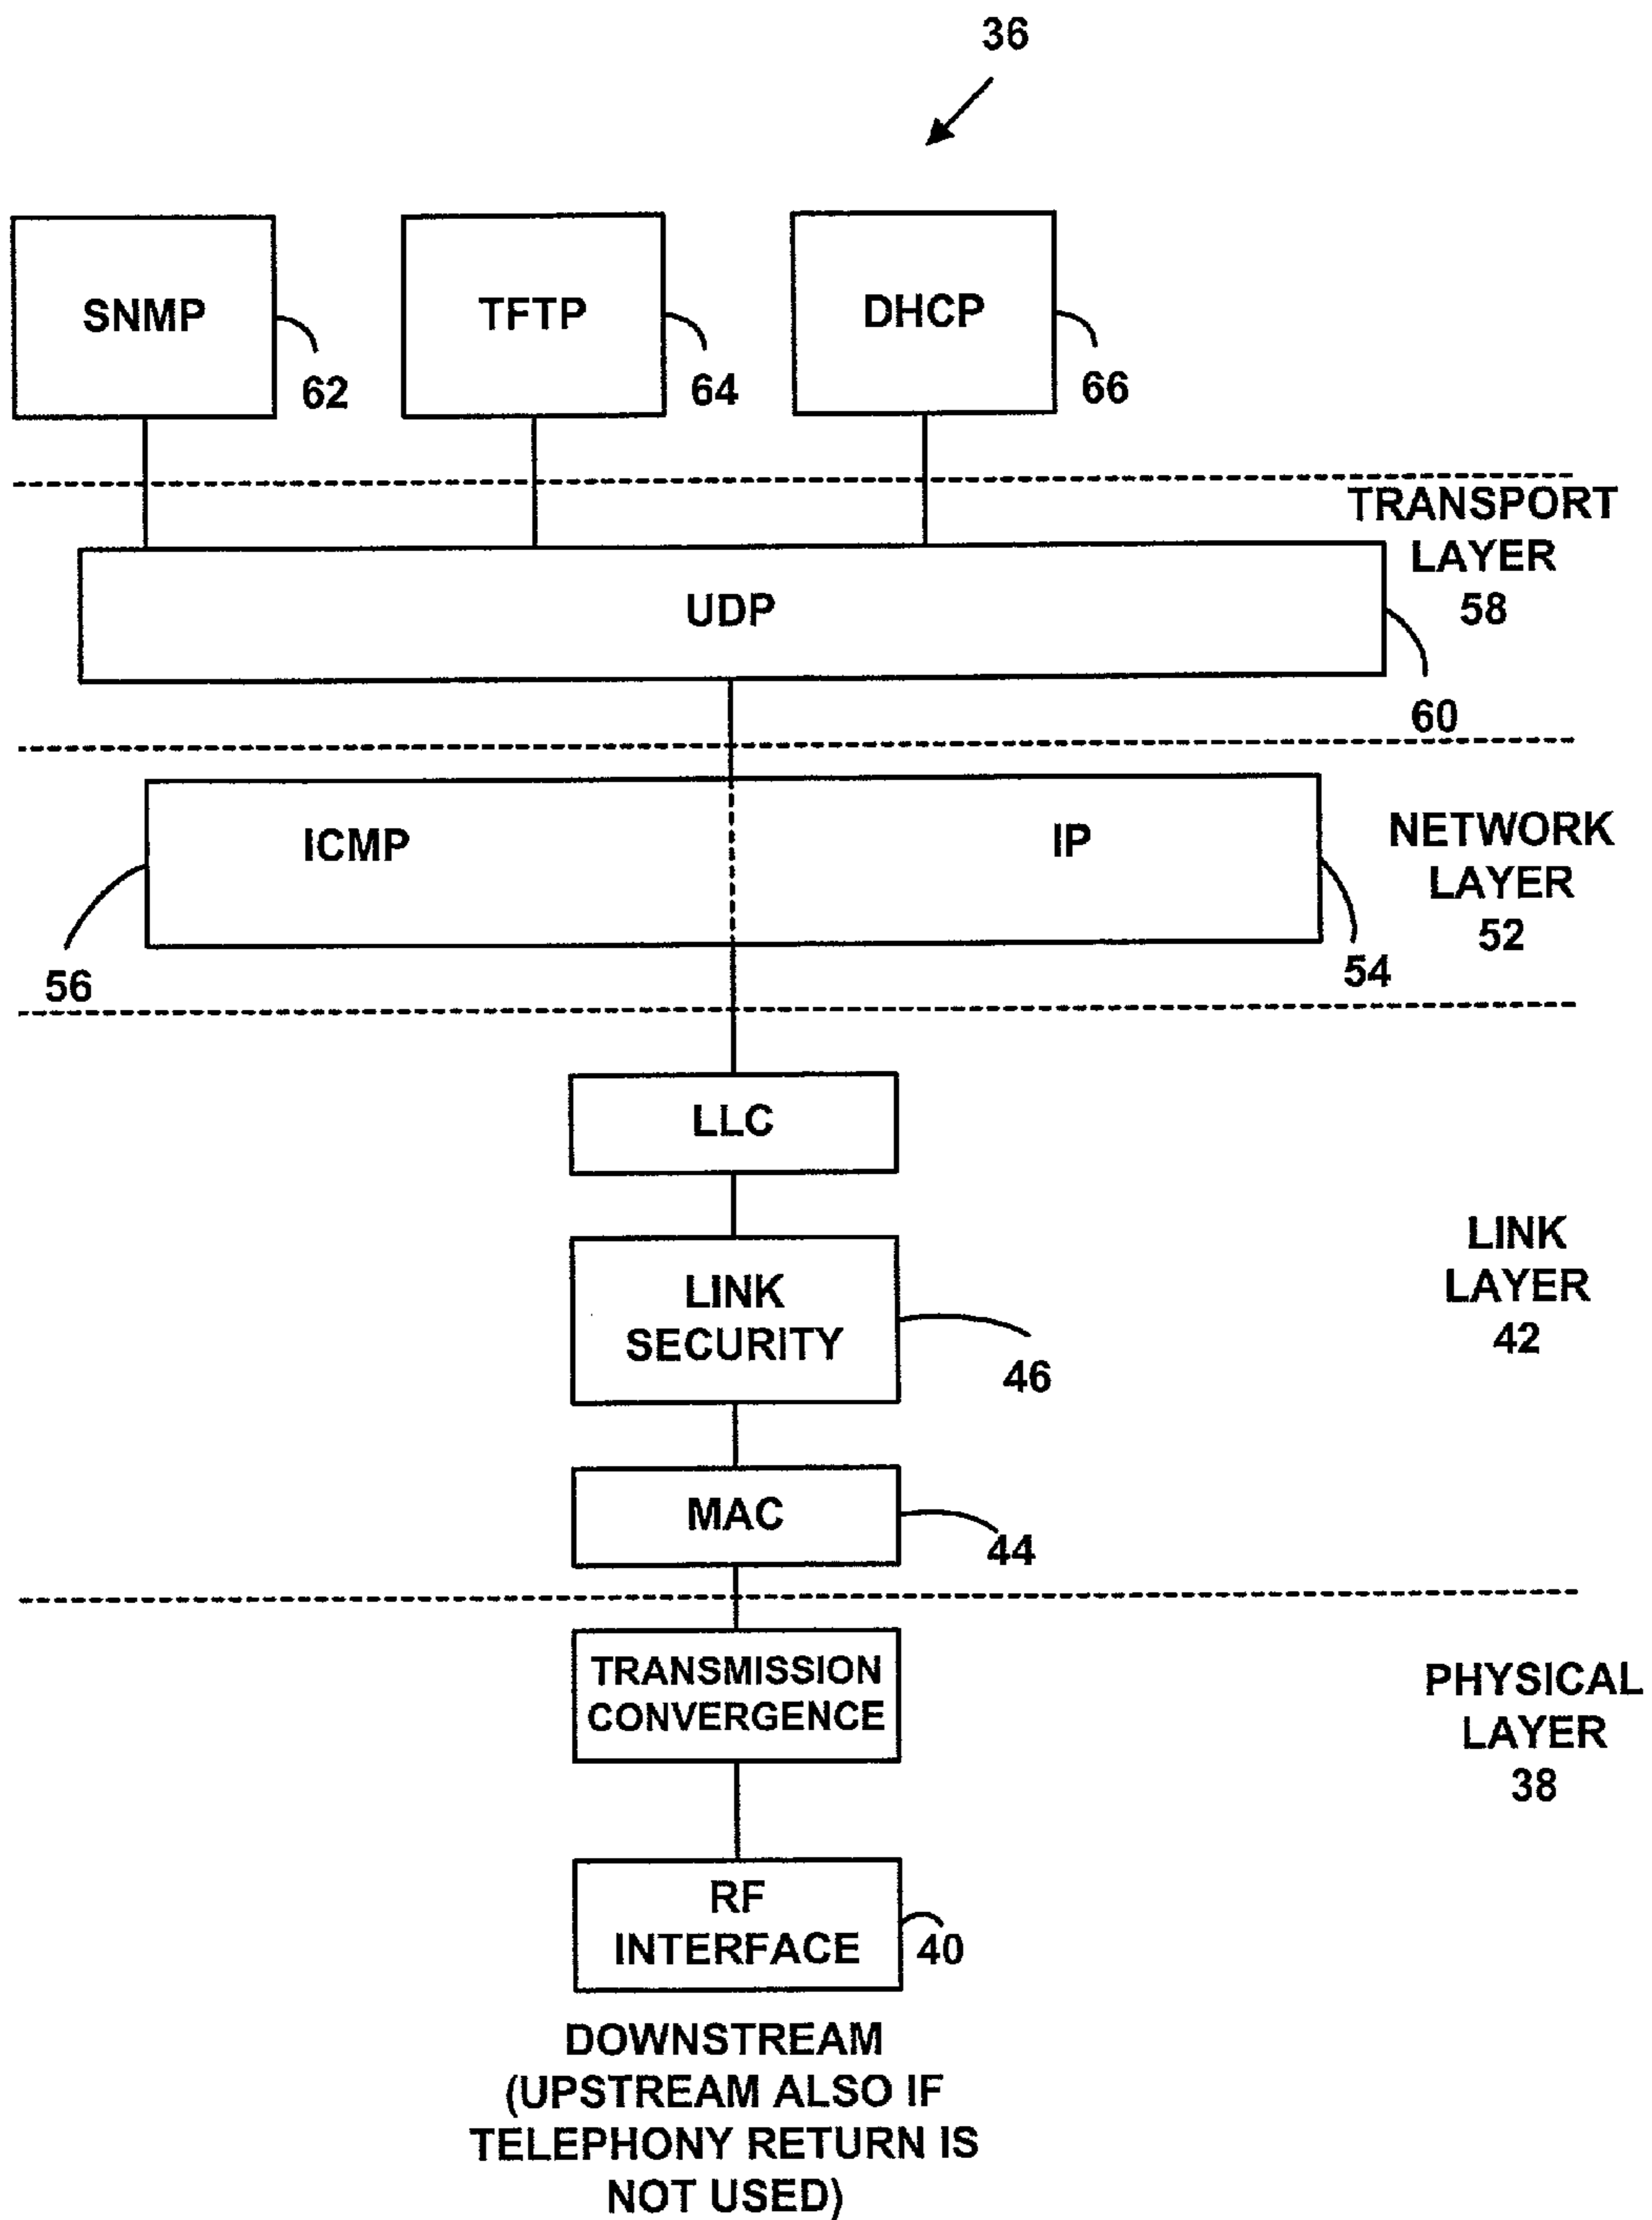 36
SNMP
62
TFTP
64
DHCP
66
TRANSPORT
LAYER
58
UDP
60
ICMP
IP
NETWORK
LAYER
52
56
54
LLC
LINK
SECURITY
46
LINK
LAYER
42
MAC
44
TRANSMISSION
CONVERGENCE
PHYSICAL
LAYER
38
RF
INTERFACE
40
DOWNSTREAM
(UPSTREAM ALSO IF
TELEPHONY RETURN IS
NOT USED)